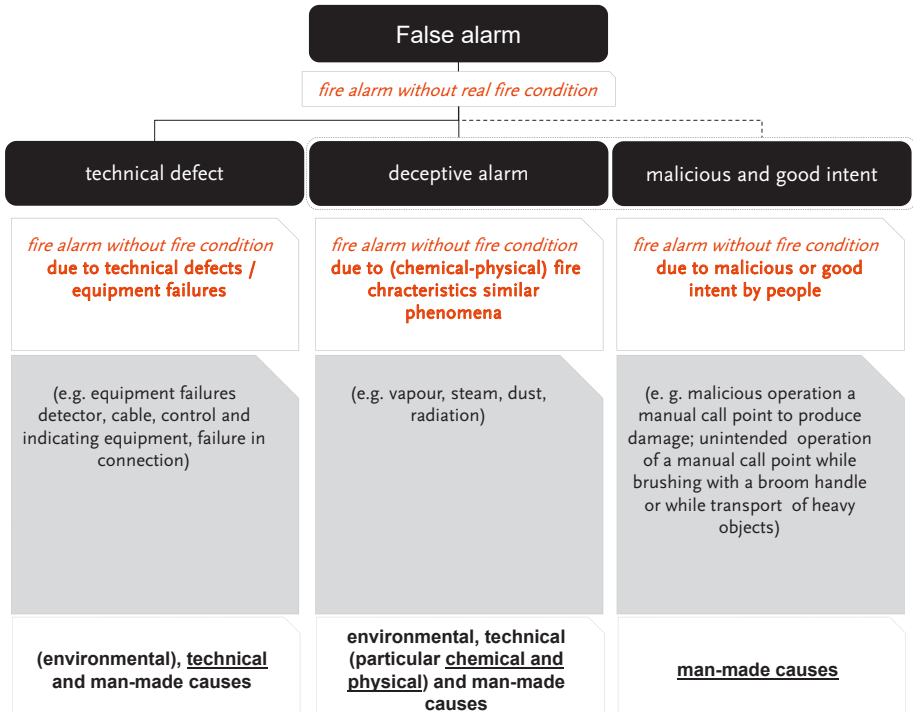 False alarm
fire alarm without real fire condition
technical defect
deceptive alarm
malicious and good intent
fire alarm without fire condition
due to technical defects /
equipment failures
fire alarm without fire condition
due to (chemical-physical) fire
chracteristics similar
phenomena
fire alarm without fire condition
due to malicious or good
intent by people
(e.g. equipment failures
detector, cable, control and
indicating equipment, failure in
connection)
(e.g. vapour, steam, dust,
radiation)
(e. g. malicious operation a
manual call point to produce
damage; unintended operation
of a manual call point while
brushing with a broom handle
or while transport of heavy
objects)
(environmental), technical
and man-made causes
environmental, technical
(particular chemical and
physical) and man-made
causes
man-made causes